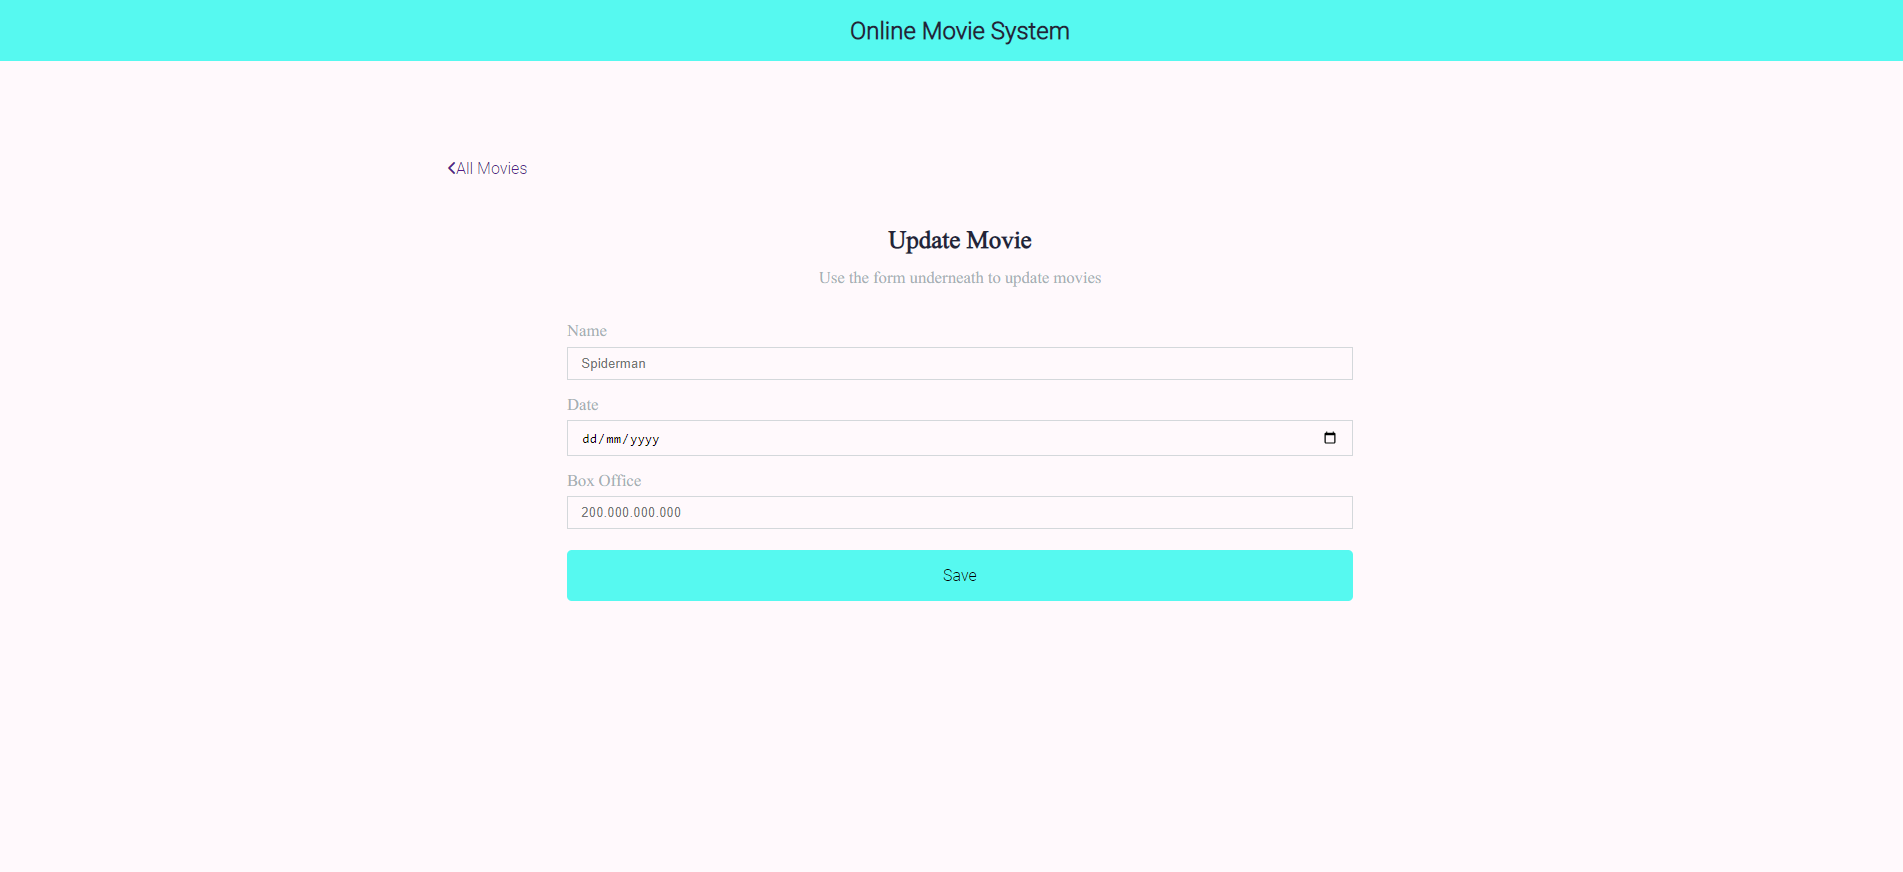 Online Movie System
All Movies
Update Movie
Use the form underneath to update movies
Name
Spiderman
Date
dd/mm/yyyy
Box Office
200.000.000.000
Save